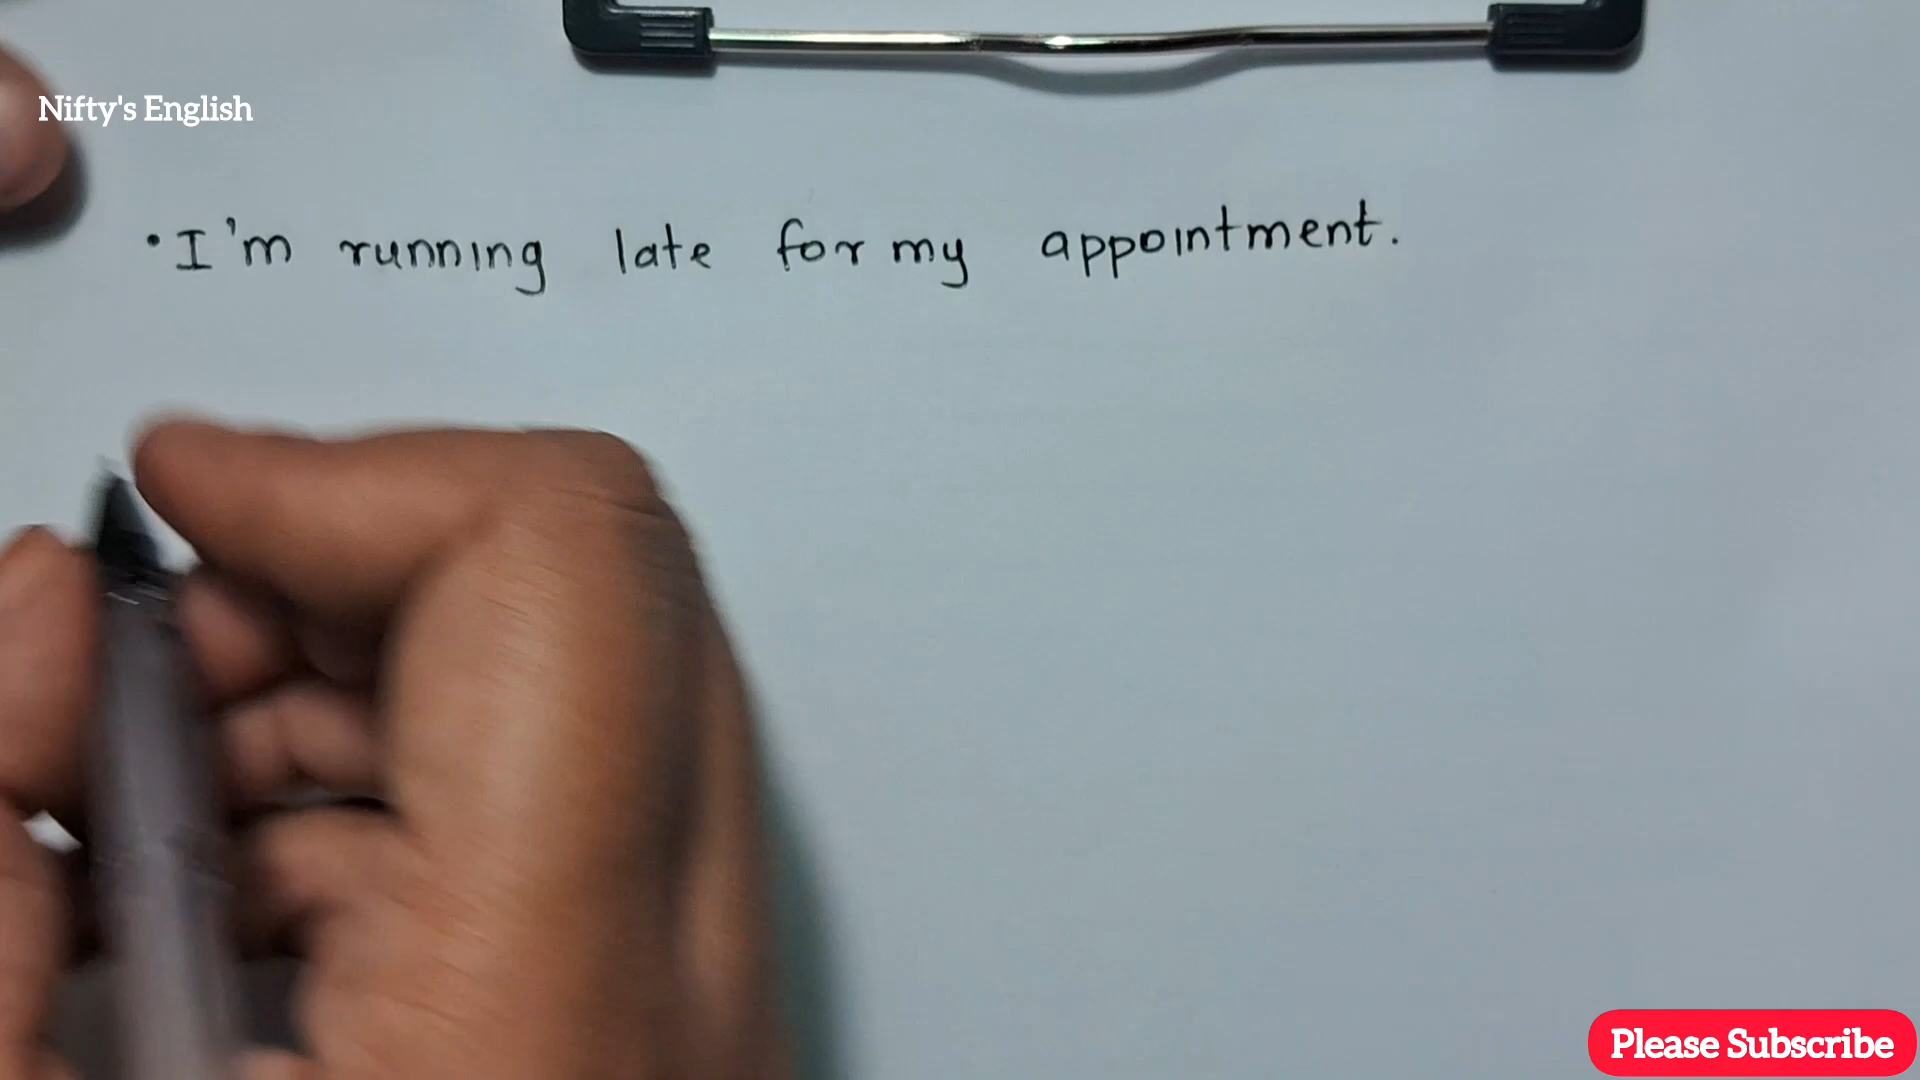 Nifty's English
• I'm running late for my appointment.
Please Subscribe